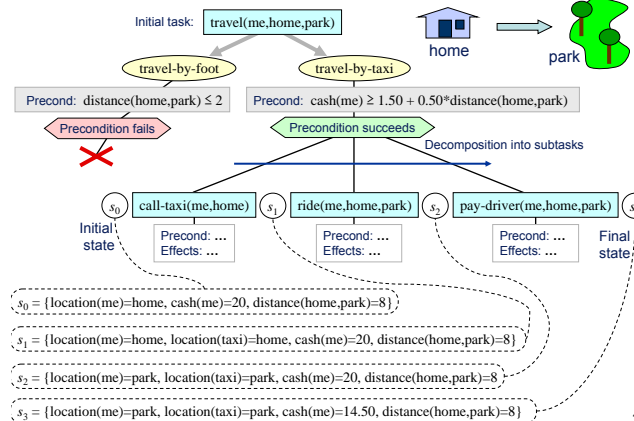 Initial task: travel(me,home,park)
home
park
travel-by-foot travel-by-taxi
Precond: distance(home,park) ≤ 2 Precond: cash(me) ≥ 1.50 + 0.50*distance(home,park)
Precondition fails Precondition succeeds
Decomposition into subtasks
s0 call-taxi(me,home) s1 ride(me,home,park) s2 pay-driver(me,home,park) s
Initial state
Precond: …
Effects: …
Precond: …
Effects: …
Precond: …
Effects: …
Final state
s0 = {location(me)=home, cash(me)=20, distance(home,park)=8}
s1 = {location(me)=home, location(taxi)=home, cash(me)=20, distance(home,park)=8}
s2 = {location(me)=park, location(taxi)=park, cash(me)=20, distance(home,park)=8
s3 = {location(me)=park, location(taxi)=park, cash(me)=14.50, distance(home,park)=8}